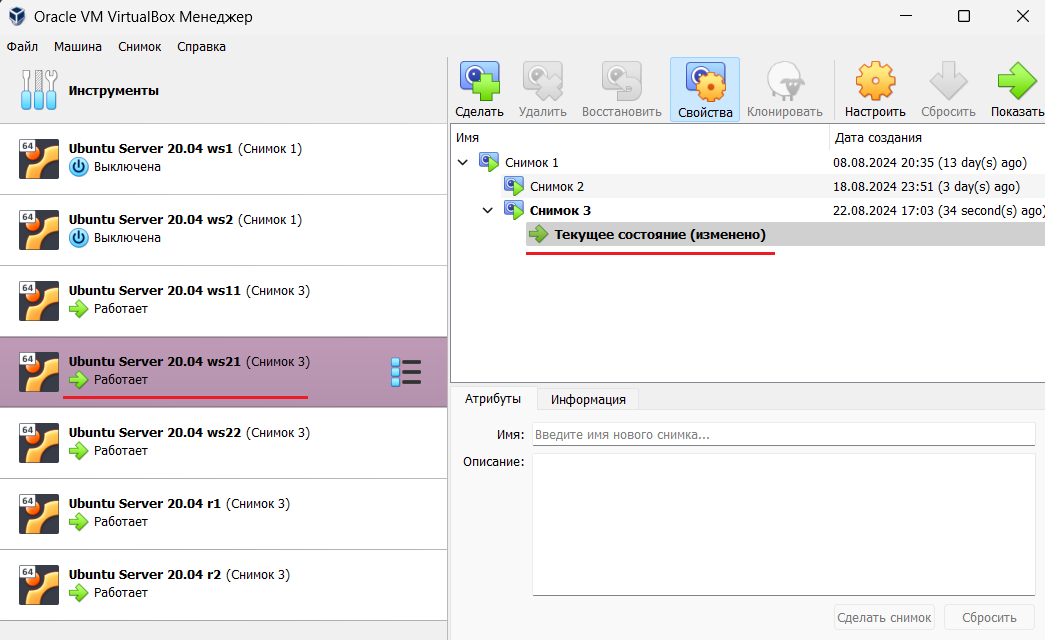 Oracle VM VirtualBox Менеджер
Файл Машина Снимок Справка
Инструменты
64
Ubuntu Server 20.04 ws1 (Снимок 1)
Выключена
64
Ubuntu Server 20.04 ws2 (Снимок 1)
Выключена
64
Ubuntu Server 20.04 ws11 (Снимок 3)
Работает
64
Ubuntu Server 20.04 ws21 (Снимок 3)
Работает
64
Ubuntu Server 20.04 ws22 (Снимок 3)
Работает
64
Ubuntu Server 20.04 r1 (Снимок 3)
Работает
64
Ubuntu Server 20.04 r2 (Снимок 3)
Работает
Сделать Удалить Восстановить Свойства Клонировать Настроить Сбросить Показать
Имя Дата создания
Снимок 1 08.08.2024 20:35 (13 day(s) ago)
Снимок 2 18.08.2024 23:51 (3 day(s) ago)
Снимок 3 22.08.2024 17:03 (34 second(s) ago)
Текущее состояние (изменено)
Атрибуты Информация
Имя: Введите имя нового снимка...
Описание:
Сделать снимок Сбросить